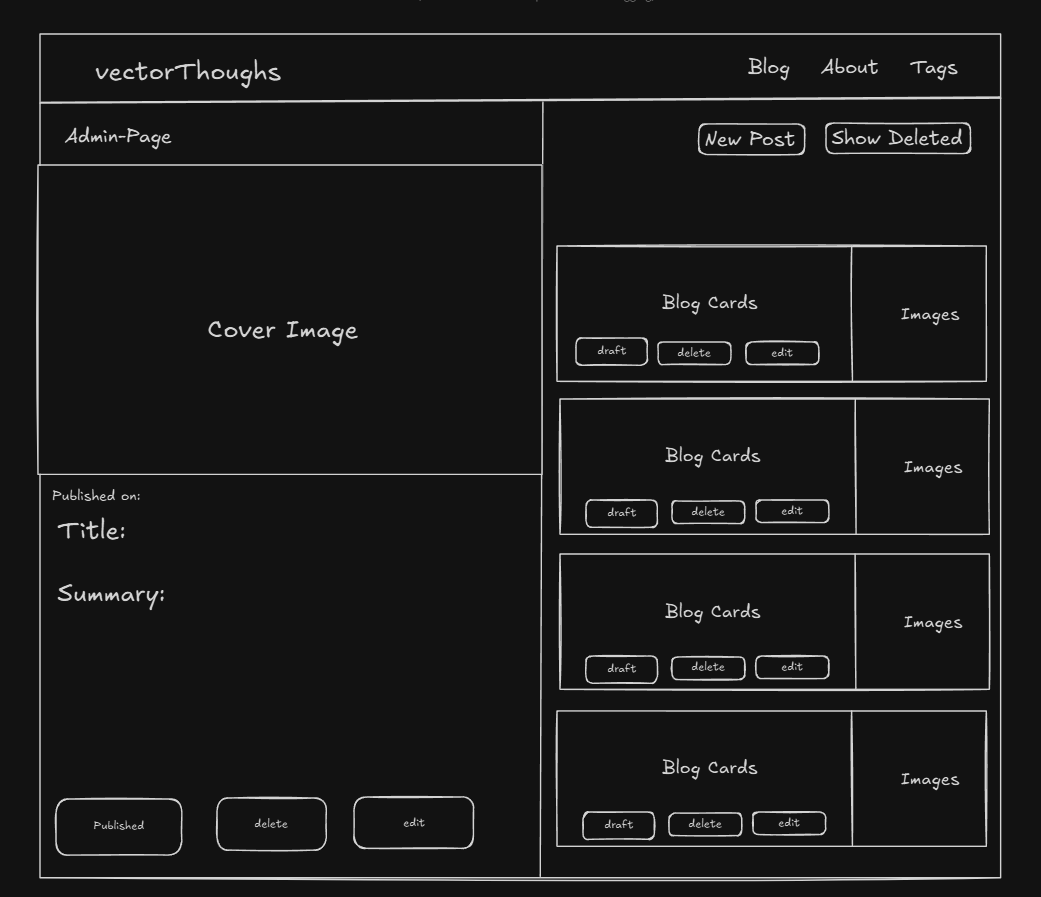 vectorThoughs
Blog About Tags
Admin-Page
New Post Show Deleted
Cover Image
Published on:
Title:
Summary:
Published delete edit
Blog Cards
draft delete edit
Images
Blog Cards
draft delete edit
Images
Blog Cards
draft delete edit
Images
Blog Cards
draft delete edit
Images